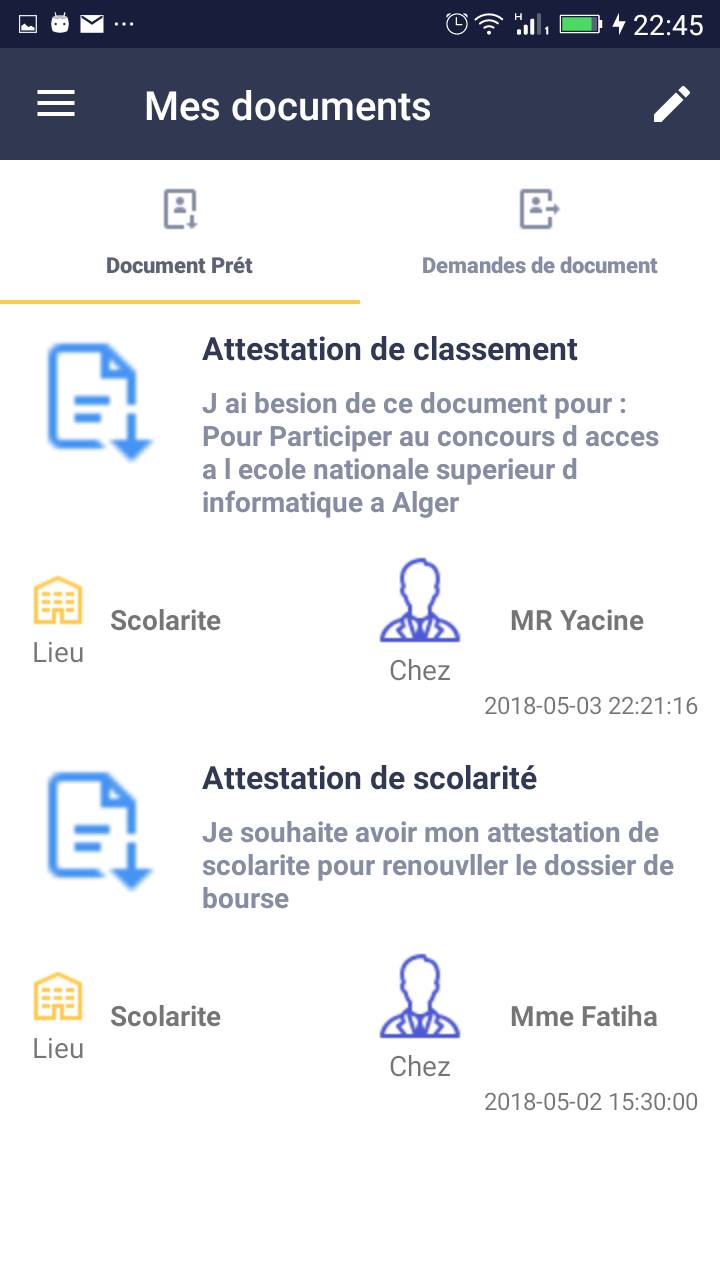 H 1 22:45
Mes documents
Document Prét
Demandes de document
Attestation de classement
J ai besion de ce document pour :
Pour Participer au concours d acces
a l ecole nationale superieur d
informatique a Alger
Scolarite
MR Yacine
Lieu
Chez
2018-05-03 22:21:16
Attestation de scolarité
Je souhaite avoir mon attestation de
scolarite pour renouvller le dossier de
bourse
Scolarite
Mme Fatiha
Lieu
Chez
2018-05-02 15:30:00